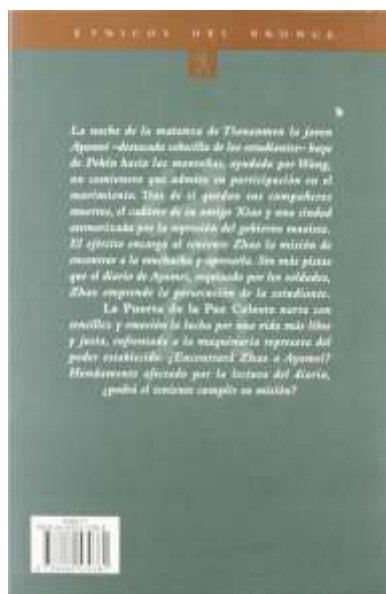 ETNICOS DEL BRONCE
La noche de la matanza de Tienanmen la joven
Ayamei –destacada cabecilla de los estudiantes– huye
de Pekín hacia las montañas, ayudada por Wang,
un camionero que admira su participación en el
movimiento. Tras de sí quedan sus compañeros
muertos, el cadáver de su amigo Xiao y una ciudad
atemorizada por la represión del gobierno maoísta.
El ejército encarga al teniente Zhao la misión de
encontrar a la muchacha y apresarla. Sin más pistas
que el diario de Ayamei, requisado por los soldados,
Zhao emprende la persecución de la estudiante.
La Puerta de la Paz Celeste narra con
sencillez y emoción la lucha por una vida más libre
y justa, enfrentada a la maquinaria represora del
poder establecido. ¿Encontrará Zhao a Ayamei?
Hondamente afectado por la lectura del diario,
¿podrá el teniente cumplir su misión?